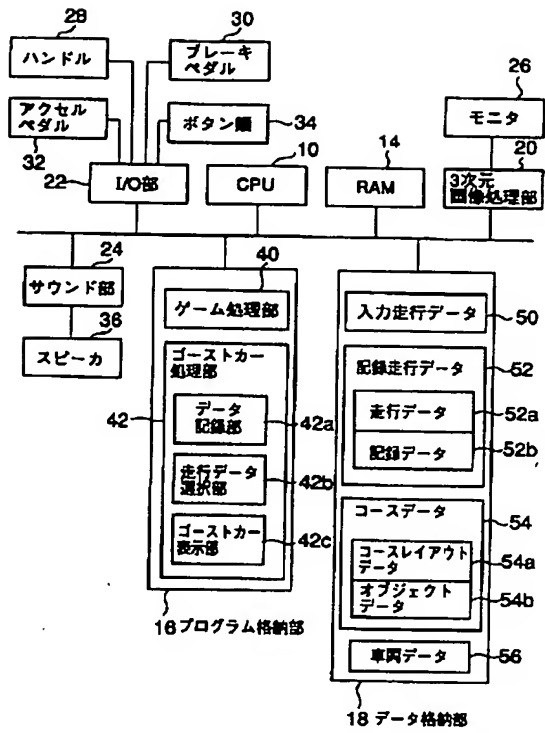 28
ハンドル
30
ブレーキ
ペダル
26
モニタ
アクセル
ペダル
32
ボタン類
34
22
I/O部
10
CPU
14
RAM
20
3次元
画像処理部
24
サウンド部
36
スピーカ
40
ゲーム処理部
ゴーストカー
処理部
42
データ
記録部
42a
走行データ
選択部
42b
ゴーストカー
表示部
42c
16 プログラム格納部
入力走行データ
50
記録走行データ
52
走行データ
52a
記録データ
52b
コースデータ
54
コースレイアウト
データ
54a
オブジェクト
データ
54b
車両データ
56
18 データ格納部